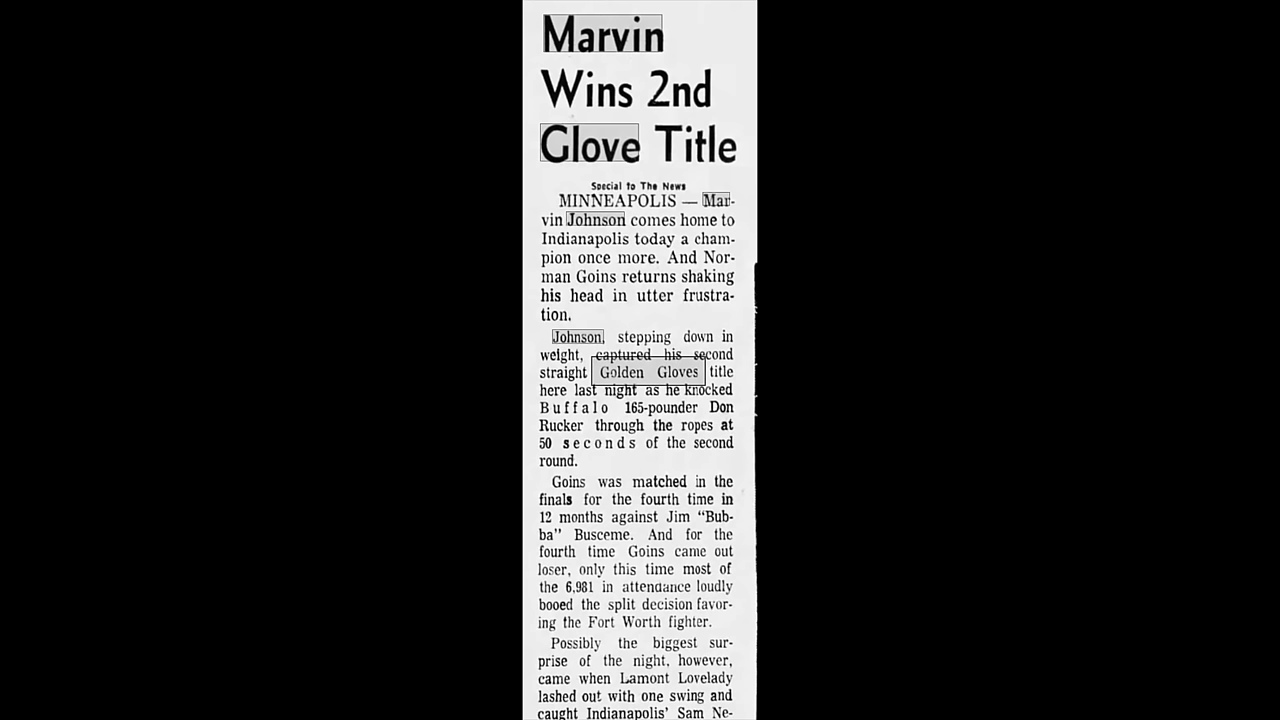 Marvin
Wins 2nd
Glove Title
Special to The News
MINNEAPOLIS — Mar-
vin Johnson comes home to
Indianapolis today a cham-
pion once more. And Nor-
man Goins returns shaking
his head in utter frustra-
tion.
Johnson, stepping down in
weight, captured his second
straight Golden Gloves title
here last night as he knocked
Buffalo 165-pounder Don
Rucker through the ropes at
50 seconds of the second
round.
Goins was matched in the
finals for the fourth time in
12 months against Jim “Bub-
ba” Busceme. And for the
fourth time Goins came out
loser, only this time most of
the 6,981 in attendance loudly
booed the split decision favor-
ing the Fort Worth fighter.
Possibly the biggest sur-
prise of the night, however,
came when Lamont Lovelady
lashed out with one swing and
caught Indianapolis' Sam Ne-